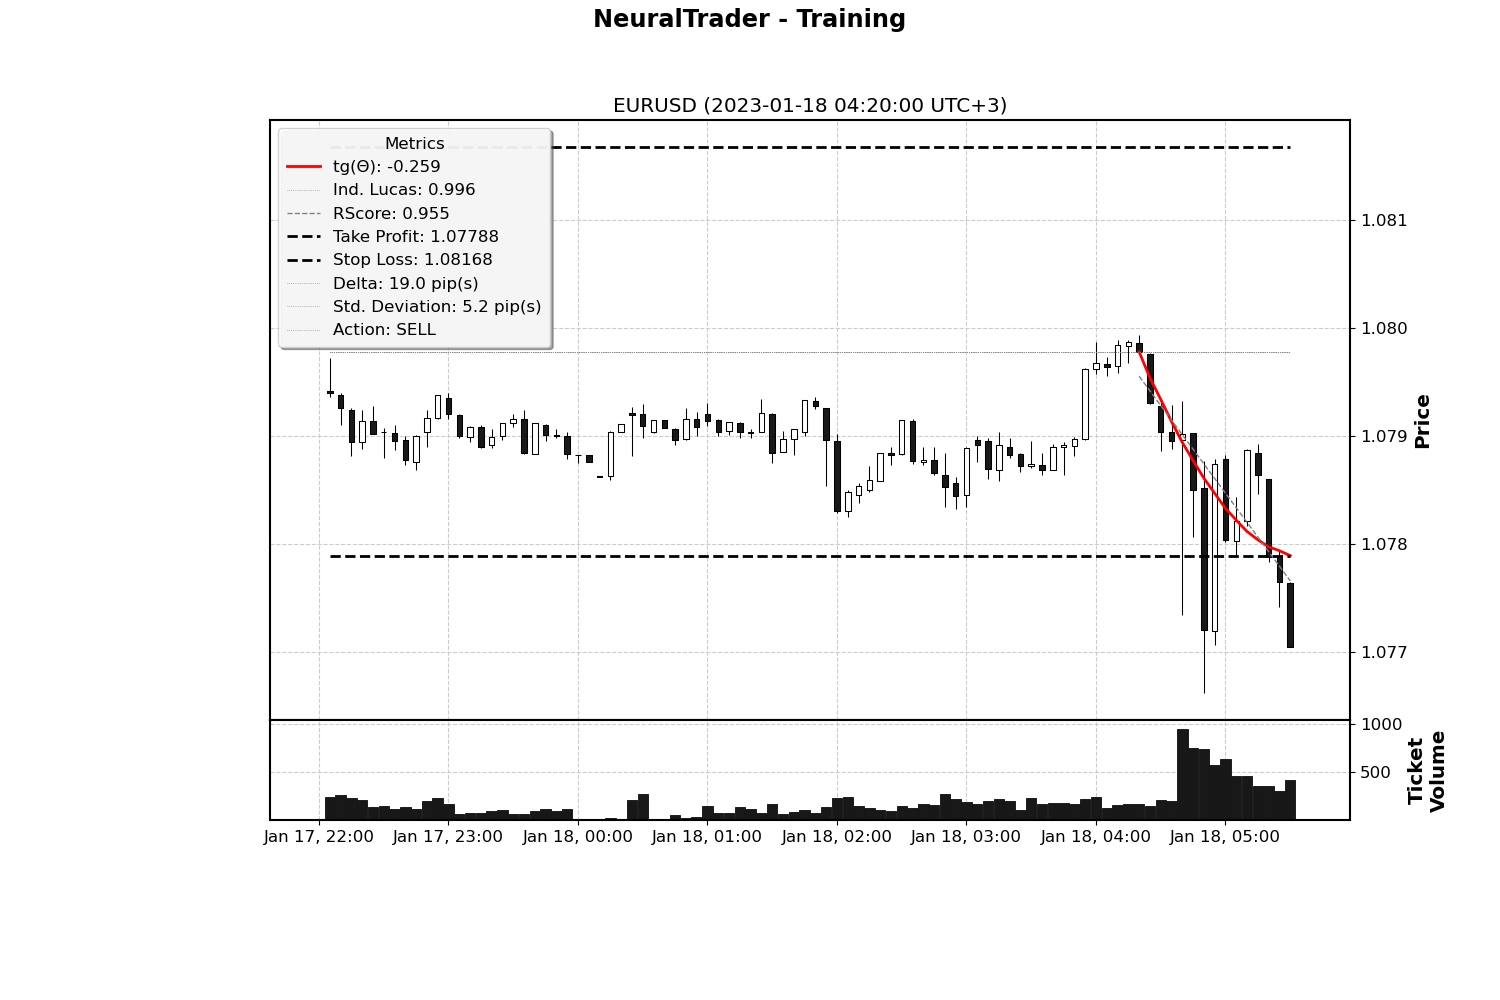 NeuralTrader - Training
EURUSD (2023-01-18 04:20:00 UTC+3)
Metrics
tg(Θ): -0.259
Ind. Lucas: 0.996
RScore: 0.955
Take Profit: 1.07788
Stop Loss: 1.08168
Delta: 19.0 pip(s)
Std. Deviation: 5.2 pip(s)
Action: SELL
1.081
1.080
1.079
1.078
1.077
Price
1000
500
Ticket
Volume
Jan 17, 22:00 Jan 17, 23:00 Jan 18, 00:00 Jan 18, 01:00 Jan 18, 02:00 Jan 18, 03:00 Jan 18, 04:00 Jan 18, 05:00